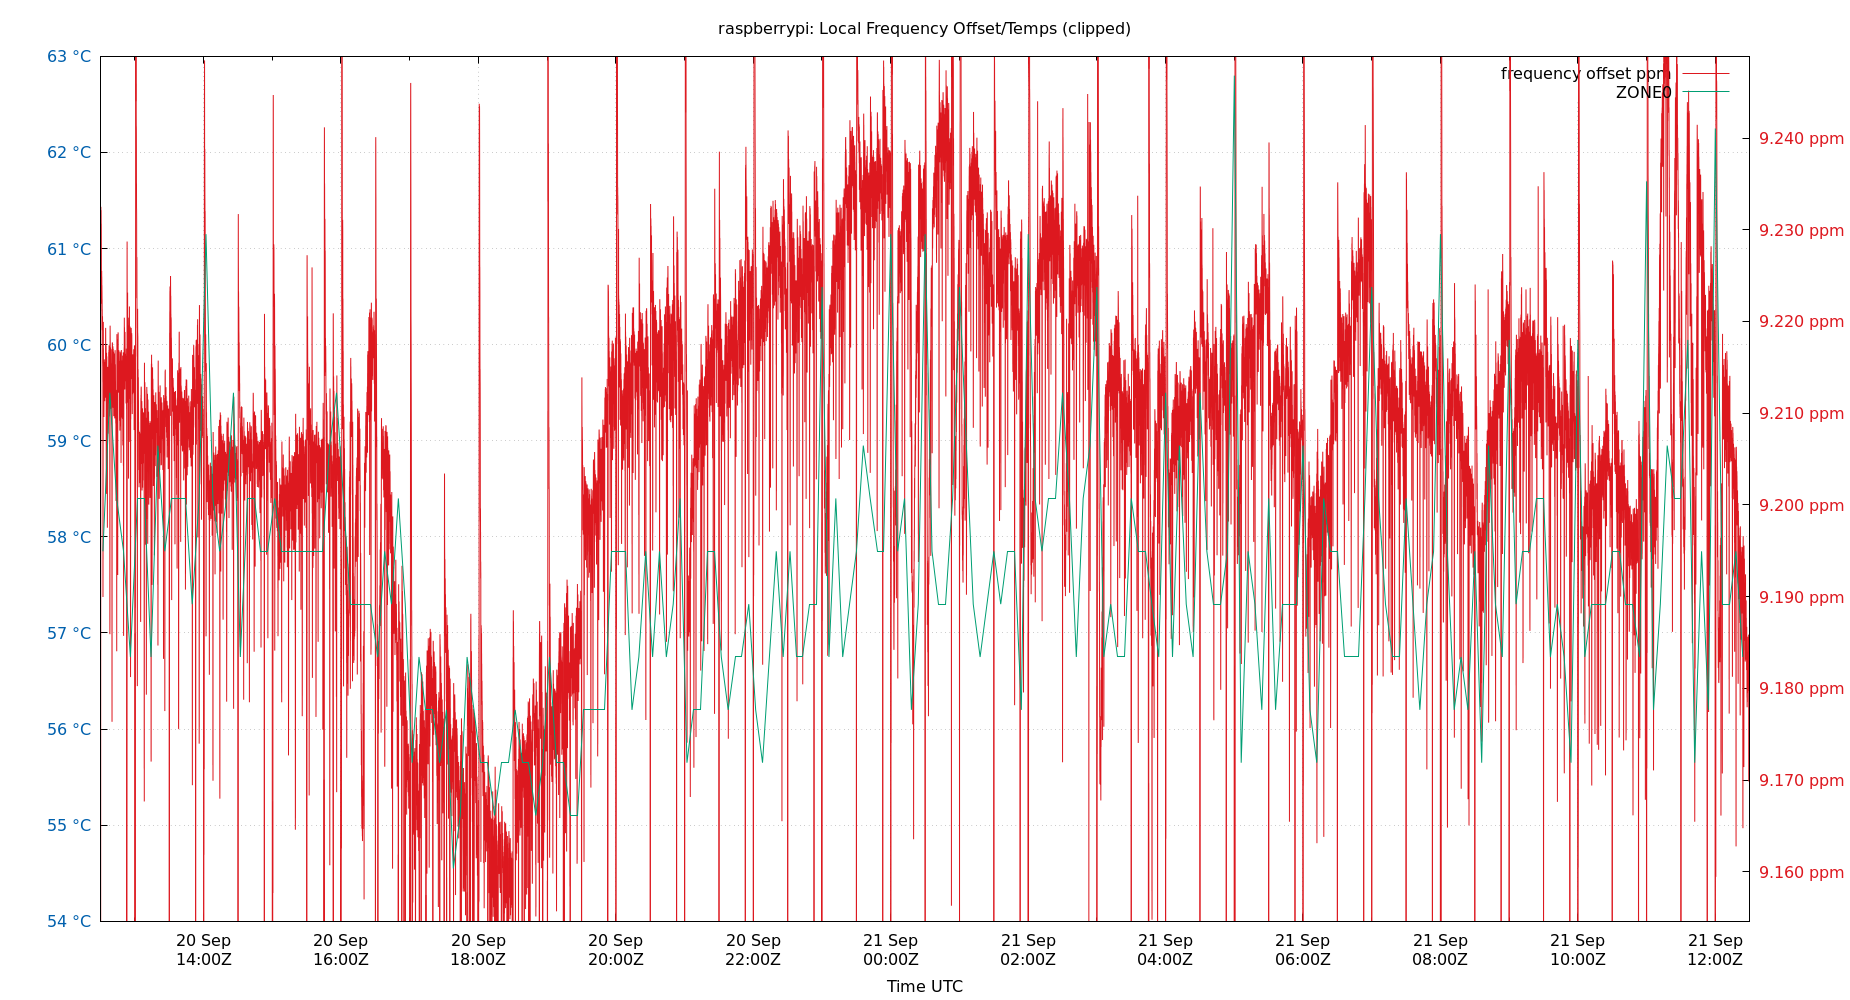 raspberrypi: Local Frequency Offset/Temps (clipped)
63 °C
62 °C
61 °C
60 °C
59 °C
58 °C
57 °C
56 °C
55 °C
54 °C
frequency offset ppm
ZONE0
9.240 ppm
9.230 ppm
9.220 ppm
9.210 ppm
9.200 ppm
9.190 ppm
9.180 ppm
9.170 ppm
9.160 ppm
20 Sep 20 Sep 20 Sep 20 Sep 20 Sep 21 Sep 21 Sep 21 Sep 21 Sep 21 Sep 21 Sep 21 Sep
14:00Z 16:00Z 18:00Z 20:00Z 22:00Z 00:00Z 02:00Z 04:00Z 06:00Z 08:00Z 10:00Z 12:00Z
Time UTC